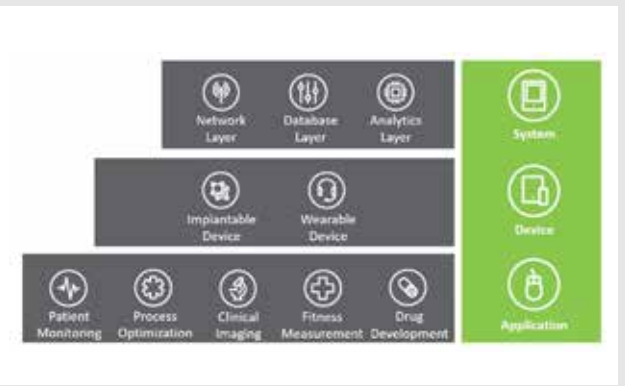 Network
Layer
Database
Layer
Analytics
Layer
System
Implantable
Device
Wearable
Device
Device
Patient
Monitoring
Process
Optimization
Clinical
Imaging
Fitness
Measurement
Drug
Development
Application